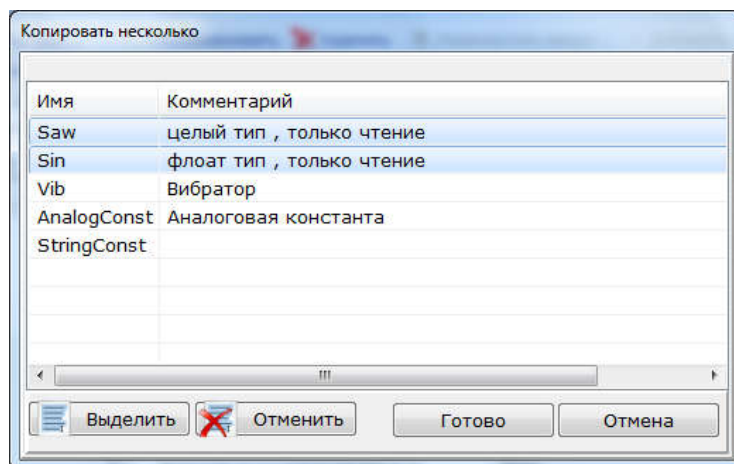 Копировать несколько
Имя Комментарий
Saw целый тип , только чтение
Sin флоат тип , только чтение
Vib Вибратор
AnalogConst Аналоговая константа
StringConst
Выделить Отменить Готово Отмена